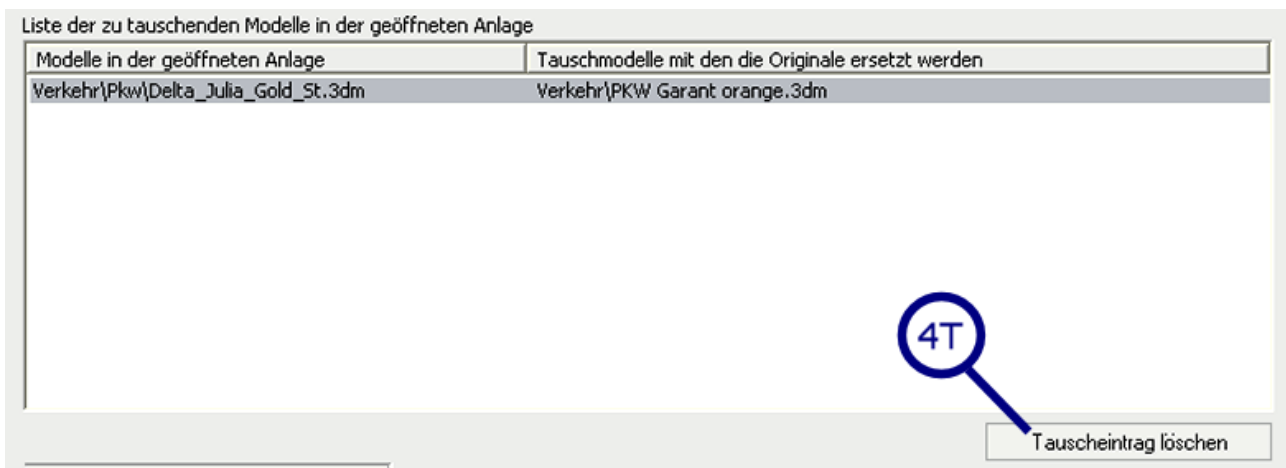 Liste der zu tauschenden Modelle in der geöffneten Anlage
Modelle in der geöffneten Anlage Tauschmodelle mit den die Originale ersetzt werden
Verkehr\Pkw\Delta_Julia_Gold_St.3dm Verkehr\PKW Garant orange.3dm
4T
Tauscheintrag löschen